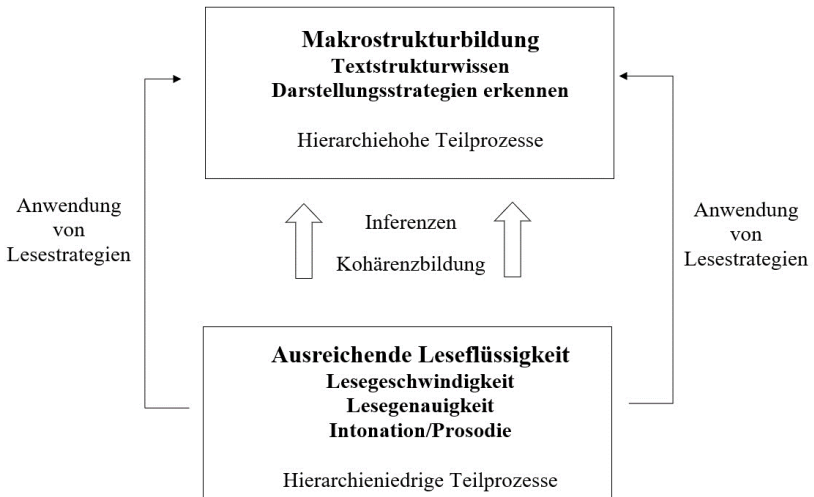 Makrostrukturbildung
Textstrukturwissen
Darstellungsstrategien erkennen
Hierarchiehohe Teilprozesse
Anwendung
von
Lesestrategien
Inferenzen
Kohärenzbildung
Anwendung
von
Lesestrategien
Ausreichende Leseflüssigkeit
Lesegeschwindigkeit
Lesegenauigkeit
Intonation/Prosodie
Hierarchieniedrige Teilprozesse